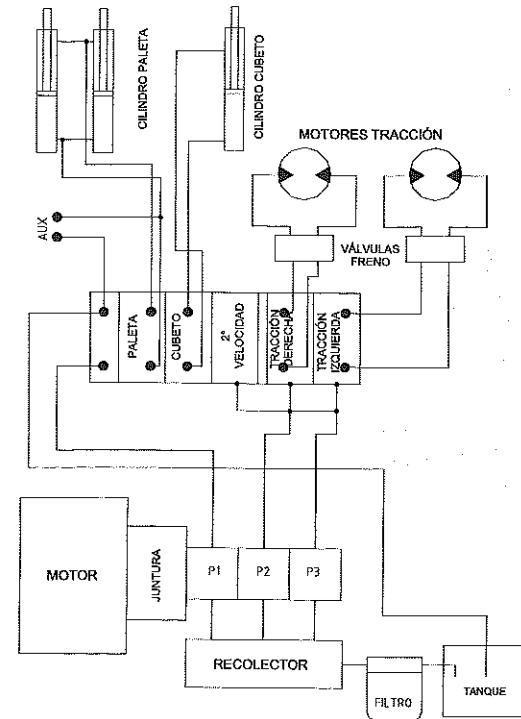 CILINDRO PALETA
CILINDRO CUBETO
MOTORES TRACCIÓN
AUX
VÁLVULAS
FRENO
PALETA
CUBETO
2ª
VELOCIDAD
TRACCIÓN
DERECHA
TRACCIÓN
IZQUIERDA
MOTOR
JUNTURA
P1
P2
P3
RECOLECTOR
FILTRO
TANQUE